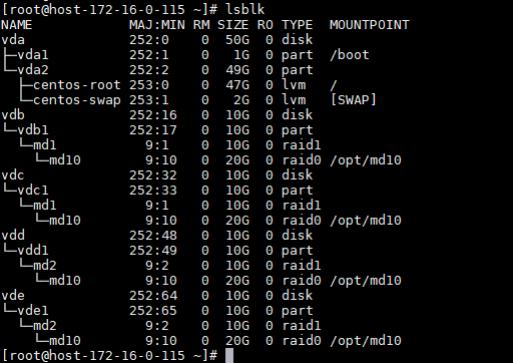 [root@host-172-16-0-115 ~]# lsblk
NAME            MAJ:MIN RM SIZE RO TYPE  MOUNTPOINT
vda             252:0    0  50G  0 disk
├─vda1          252:1    0   1G  0 part  /boot
└─vda2          252:2    0  49G  0 part
  ├─centos-root 253:0    0  47G  0 lvm   /
  └─centos-swap 253:1    0   2G  0 lvm   [SWAP]
vdb             252:16   0  10G  0 disk
└─vdb1          252:17   0  10G  0 part
  └─md1           9:1    0  10G  0 raid1
    └─md10        9:10   0  20G  0 raid0 /opt/md10
vdc             252:32   0  10G  0 disk
└─vdc1          252:33   0  10G  0 part
  └─md1           9:1    0  10G  0 raid1
    └─md10        9:10   0  20G  0 raid0 /opt/md10
vdd             252:48   0  10G  0 disk
└─vdd1          252:49   0  10G  0 part
  └─md2           9:2    0  10G  0 raid1
    └─md10        9:10   0  20G  0 raid0 /opt/md10
vde             252:64   0  10G  0 disk
└─vde1          252:65   0  10G  0 part
  └─md2           9:2    0  10G  0 raid1
    └─md10        9:10   0  20G  0 raid0 /opt/md10
[root@host-172-16-0-115 ~]#